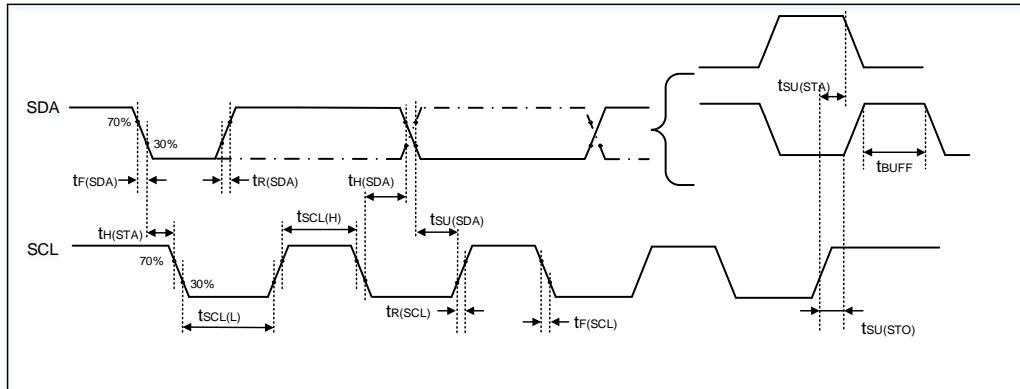 tSU(STA)
SDA
70%
30%
tF(SDA)
tR(SDA)
tH(SDA)
tBUFF
tH(STA)
tSCL(H)
tSU(SDA)
SCL
70%
30%
tSCL(L)
tR(SCL)
tF(SCL)
tSU(STO)